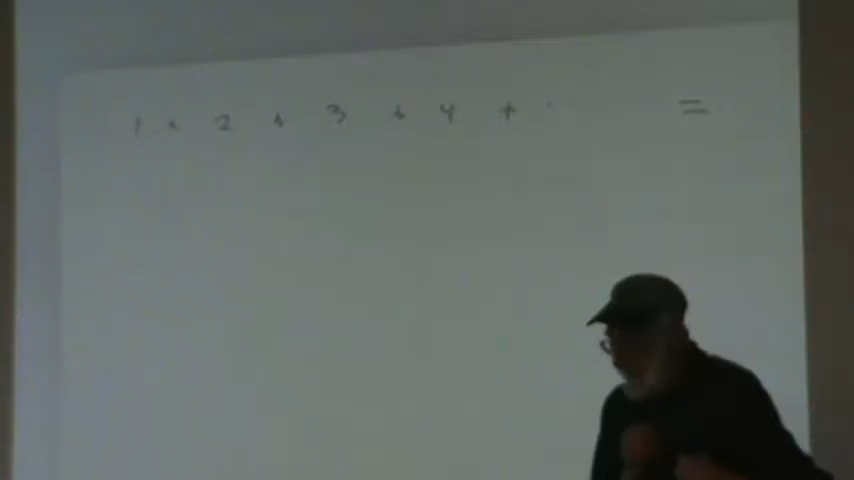 1 + 2 + 3 + 4 + .. =